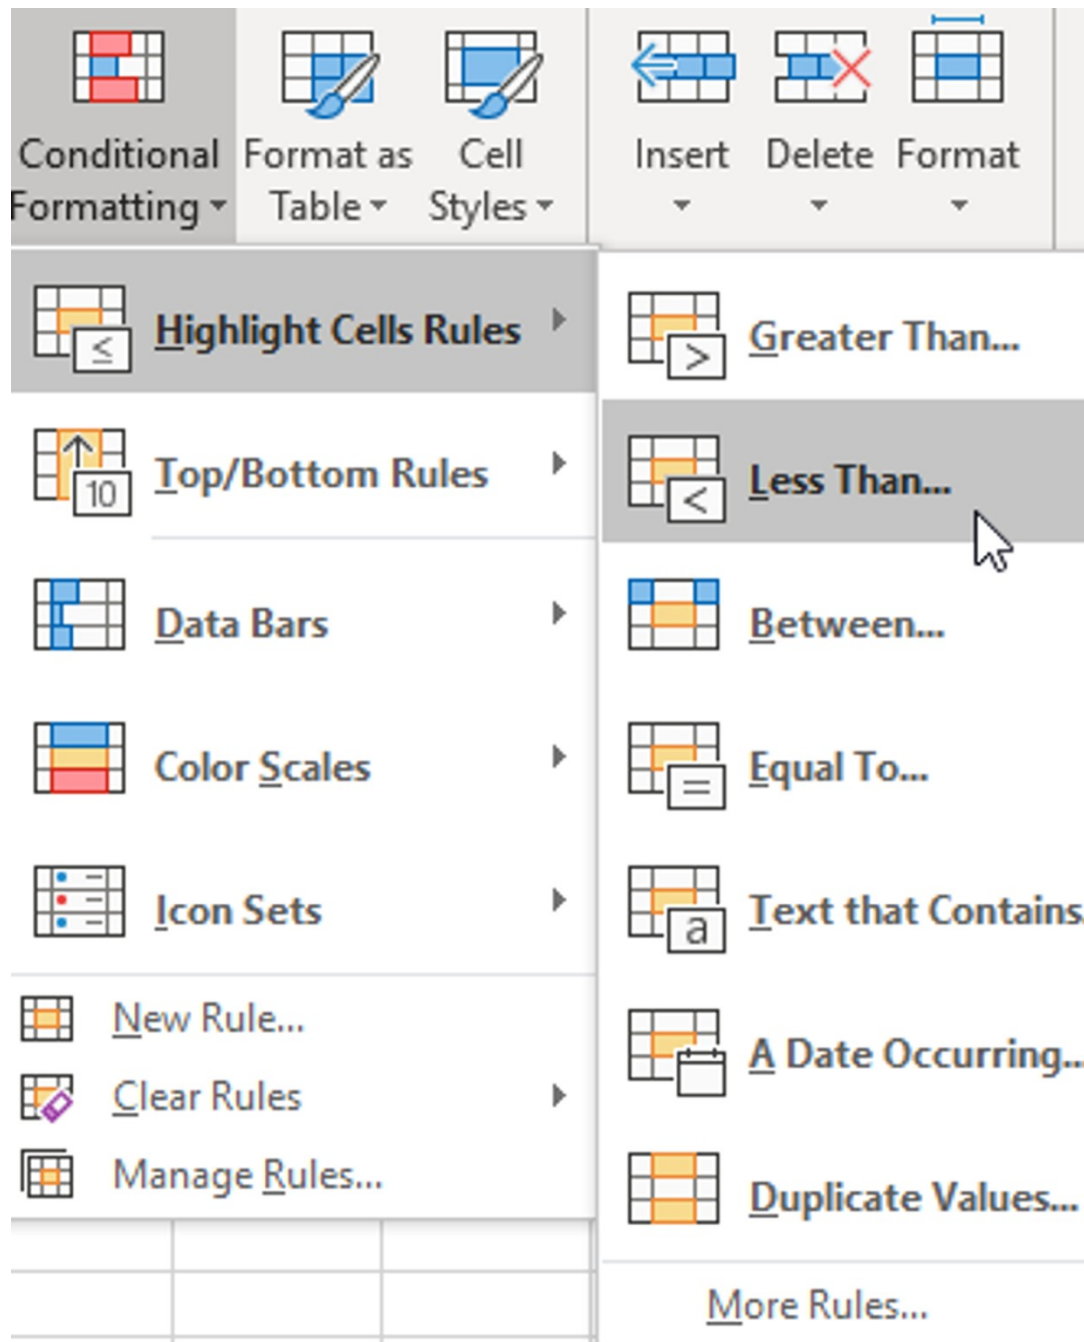 Conditional
Formatting
Format as
Table
Cell
Styles
Insert
Delete
Format
≤
Highlight Cells Rules
10
Top/Bottom Rules
Data Bars
Color Scales
Icon Sets
New Rule...
Clear Rules
Manage Rules...
>
Greater Than...
<
Less Than...
Between...
=
Equal To...
a
Text that Contains.
A Date Occurring...
Duplicate Values...
More Rules...